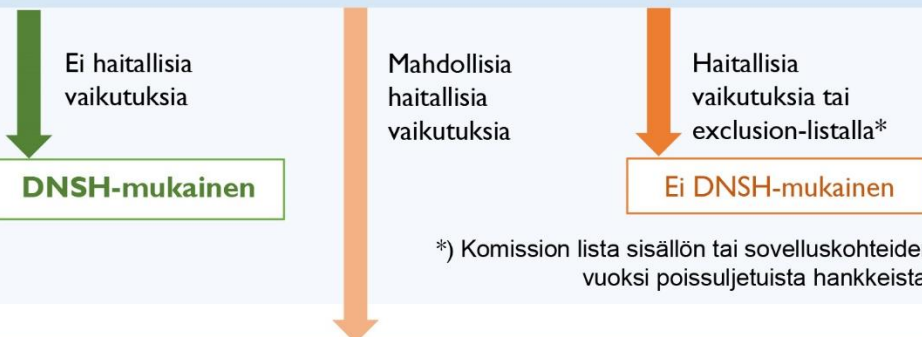 Ei haitallisia
vaikutuksia
Mahdollisia
haitallisia
vaikutuksia
Haitallisia
vaikutuksia tai
exclusion-listalla*
DNSH-mukainen
Ei DNSH-mukainen
*) Komission lista sisällön tai sovelluskohteide
vuoksi poissuljetuista hankkeista